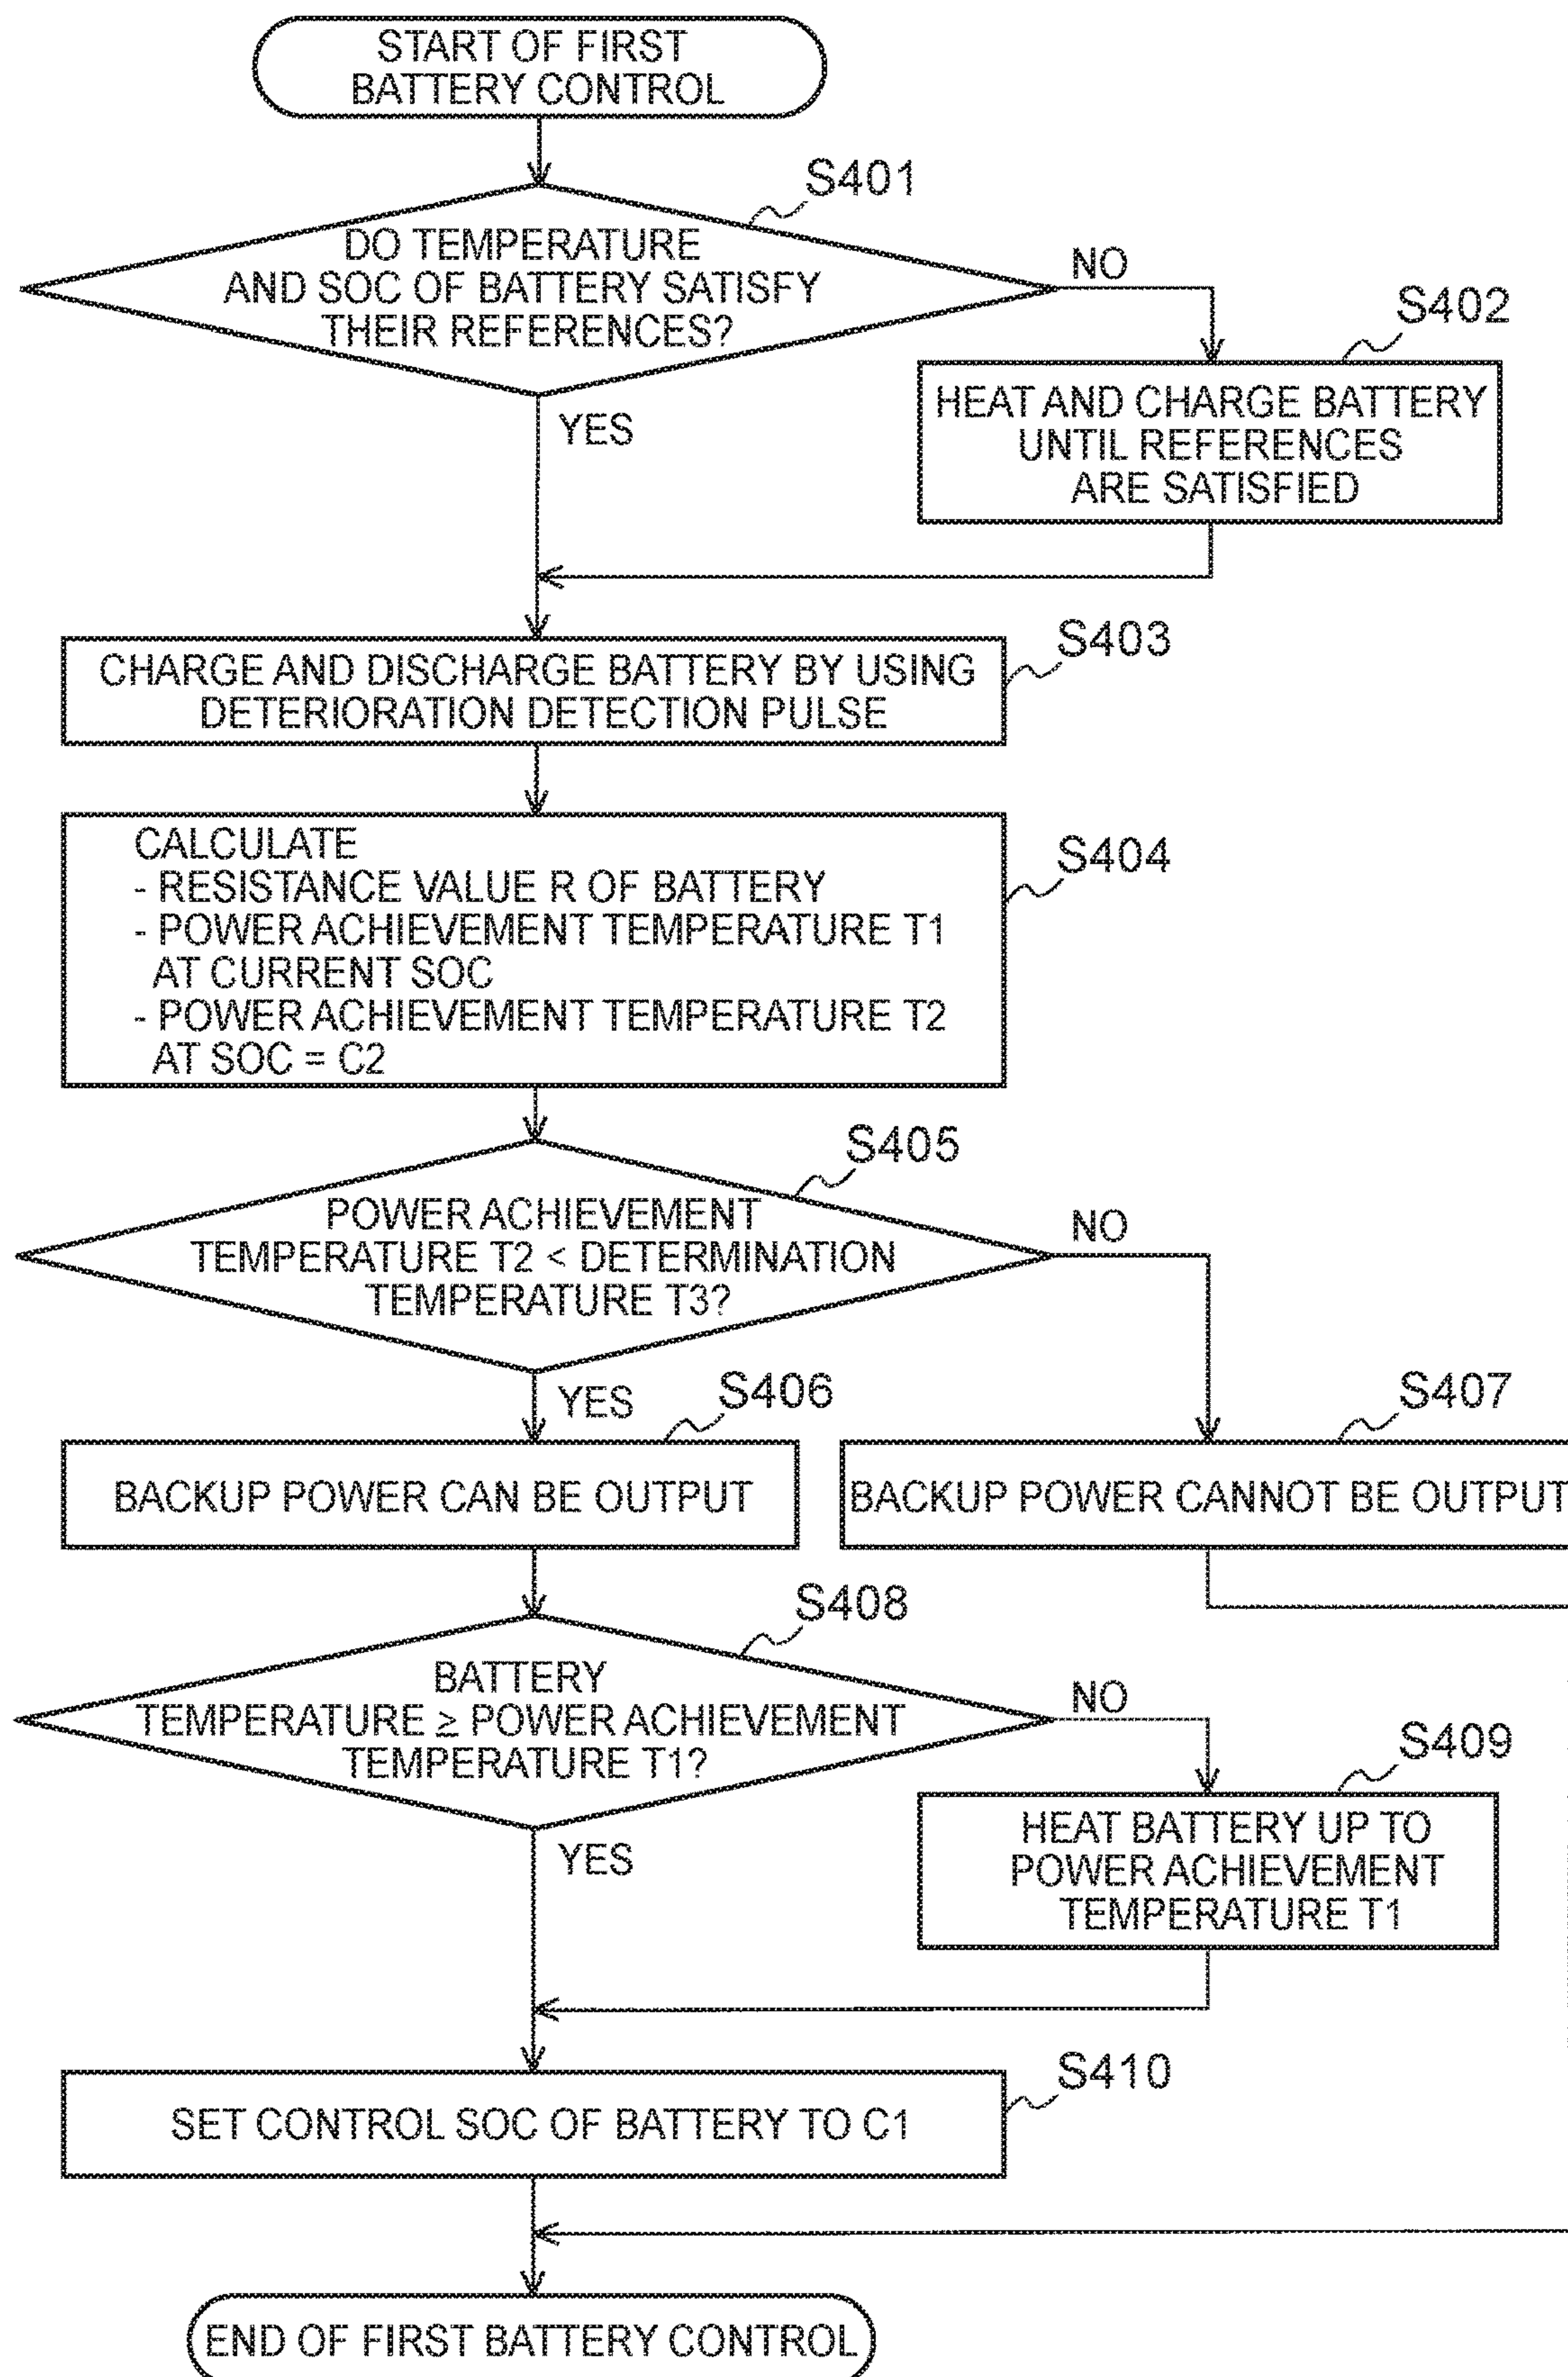 START OF FIRST
BATTERY CONTROL
S401
DO TEMPERATURE
AND SOC OF BATTERY SATISFY
THEIR REFERENCES?
NO
YES
S402
HEAT AND CHARGE BATTERY
UNTIL REFERENCES
ARE SATISFIED
S403
CHARGE AND DISCHARGE BATTERY BY USING
DETERIORATION DETECTION PULSE
S404
CALCULATE
- RESISTANCE VALUE R OF BATTERY
- POWER ACHIEVEMENT TEMPERATURE T1
AT CURRENT SOC
- POWER ACHIEVEMENT TEMPERATURE T2
AT SOC = C2
S405
POWER ACHIEVEMENT
TEMPERATURE T2 < DETERMINATION
TEMPERATURE T3?
NO
YES
S406
BACKUP POWER CAN BE OUTPUT
S407
BACKUP POWER CANNOT BE OUTPUT
S408
BATTERY
TEMPERATURE ≥ POWER ACHIEVEMENT
TEMPERATURE T1?
NO
YES
S409
HEAT BATTERY UP TO
POWER ACHIEVEMENT
TEMPERATURE T1
S410
SET CONTROL SOC OF BATTERY TO C1
END OF FIRST BATTERY CONTROL